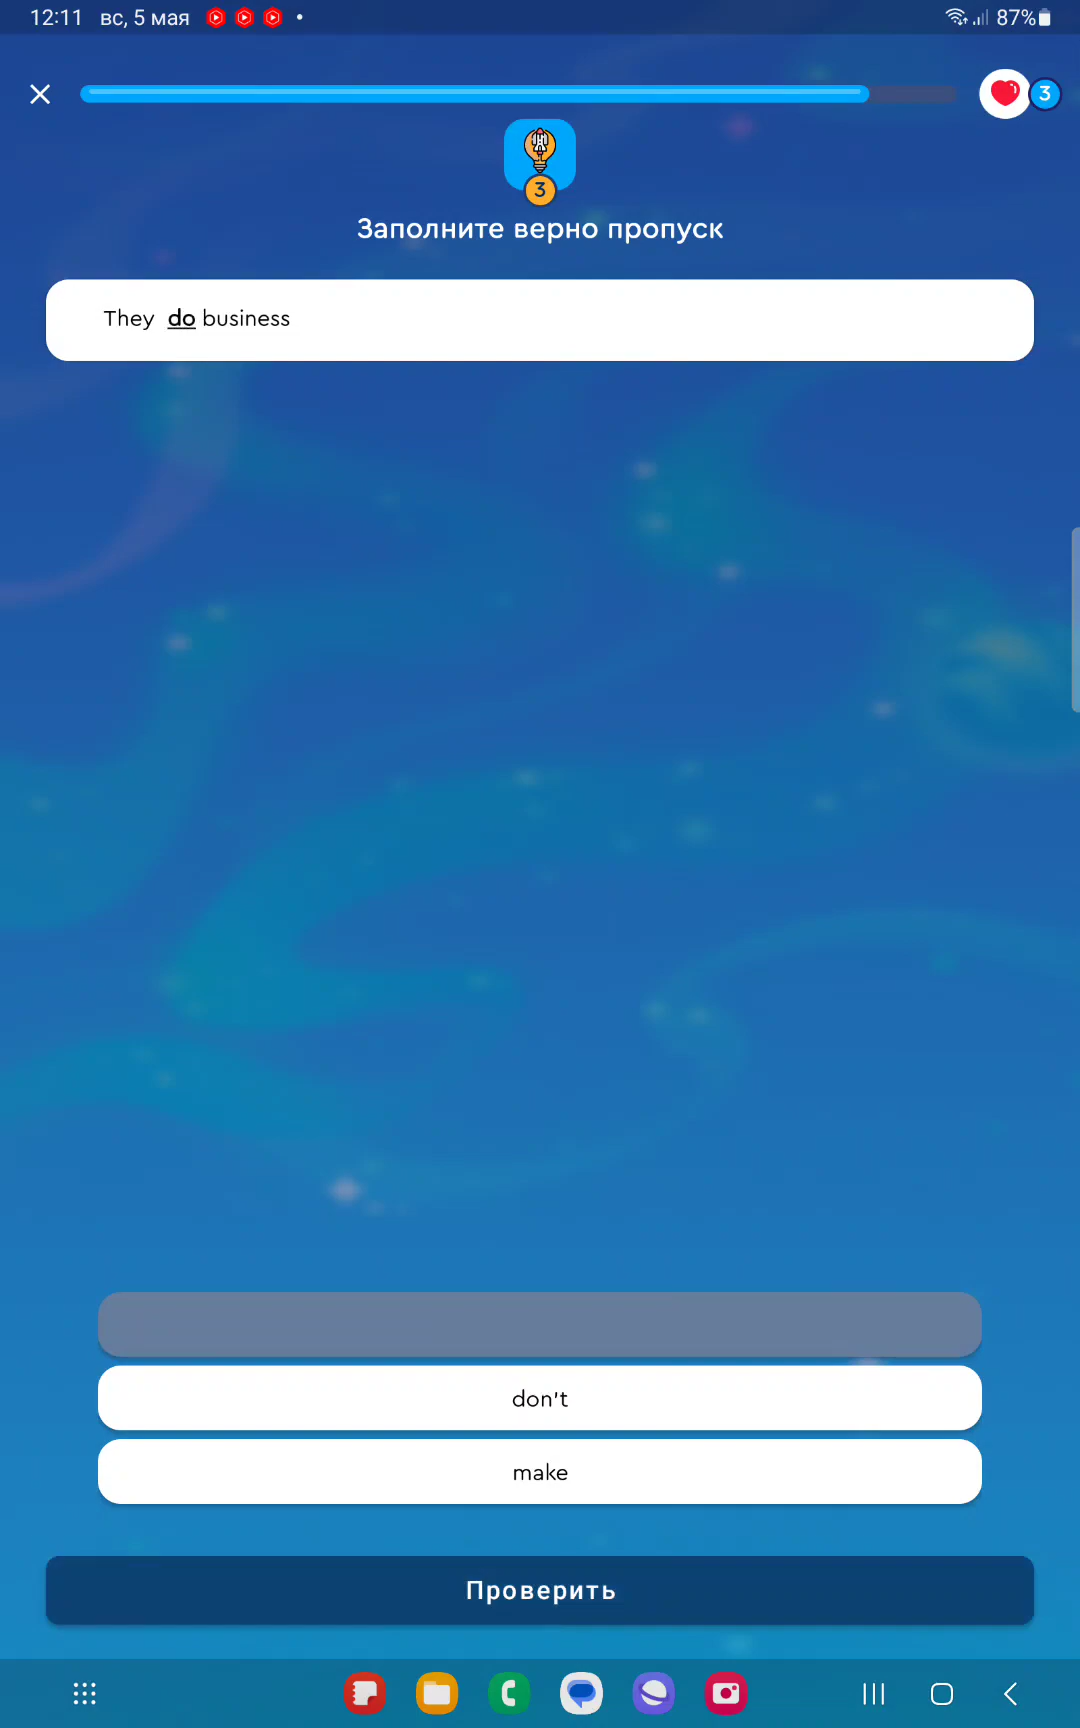 12:11 вс, 5 мая 87%
3
3
Заполните верно пропуск
They do business
don't
make
Проверить